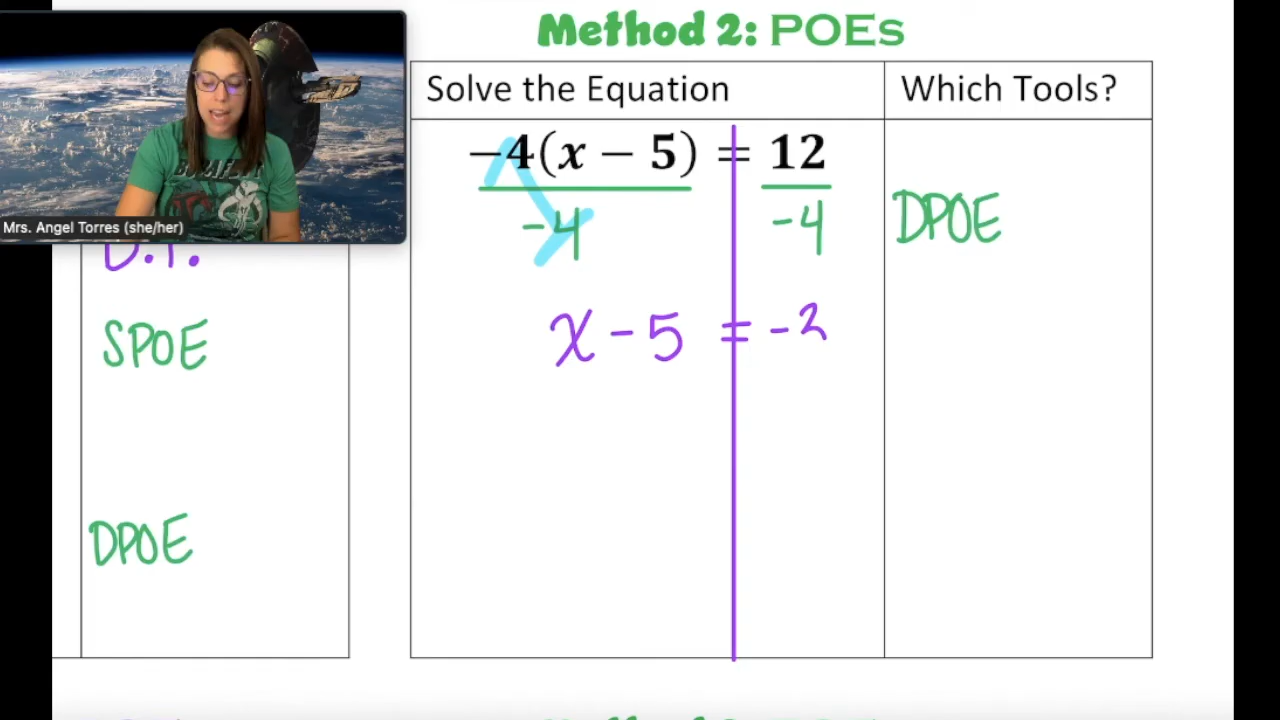 Method 2: POEs
Solve the Equation
Which Tools?
−4(x − 5) = 12
-4
-4
DPOE
Mrs. Angel Torres (she/her)
SPOE
x - 5 = -3
DPOE